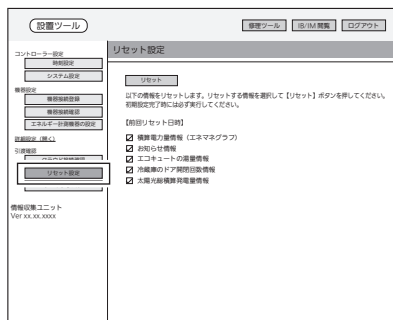 設置ツール
修理ツール
IB/IM 閲覧
ログアウト
コントローラー設定
時刻設定
システム設定
機器設定
機器接続登録
機器接続確認
エネルギー計測機器の設定
詳細設定（開く）
引渡確認
リセット設定
情報収集ユニット
Ver xx.xx.xxxx
リセット設定
リセット
以下の情報をリセットします。リセットする情報を選択して【リセット】ボタンを押してください。
初期設定完了時には必ず実行してください。
【前回リセット日時】
積算電力量情報（エネマネグラフ）
お知らせ情報
エコキュートの湯量情報
冷蔵庫のドア開閉回数情報
太陽光総積算発電量情報